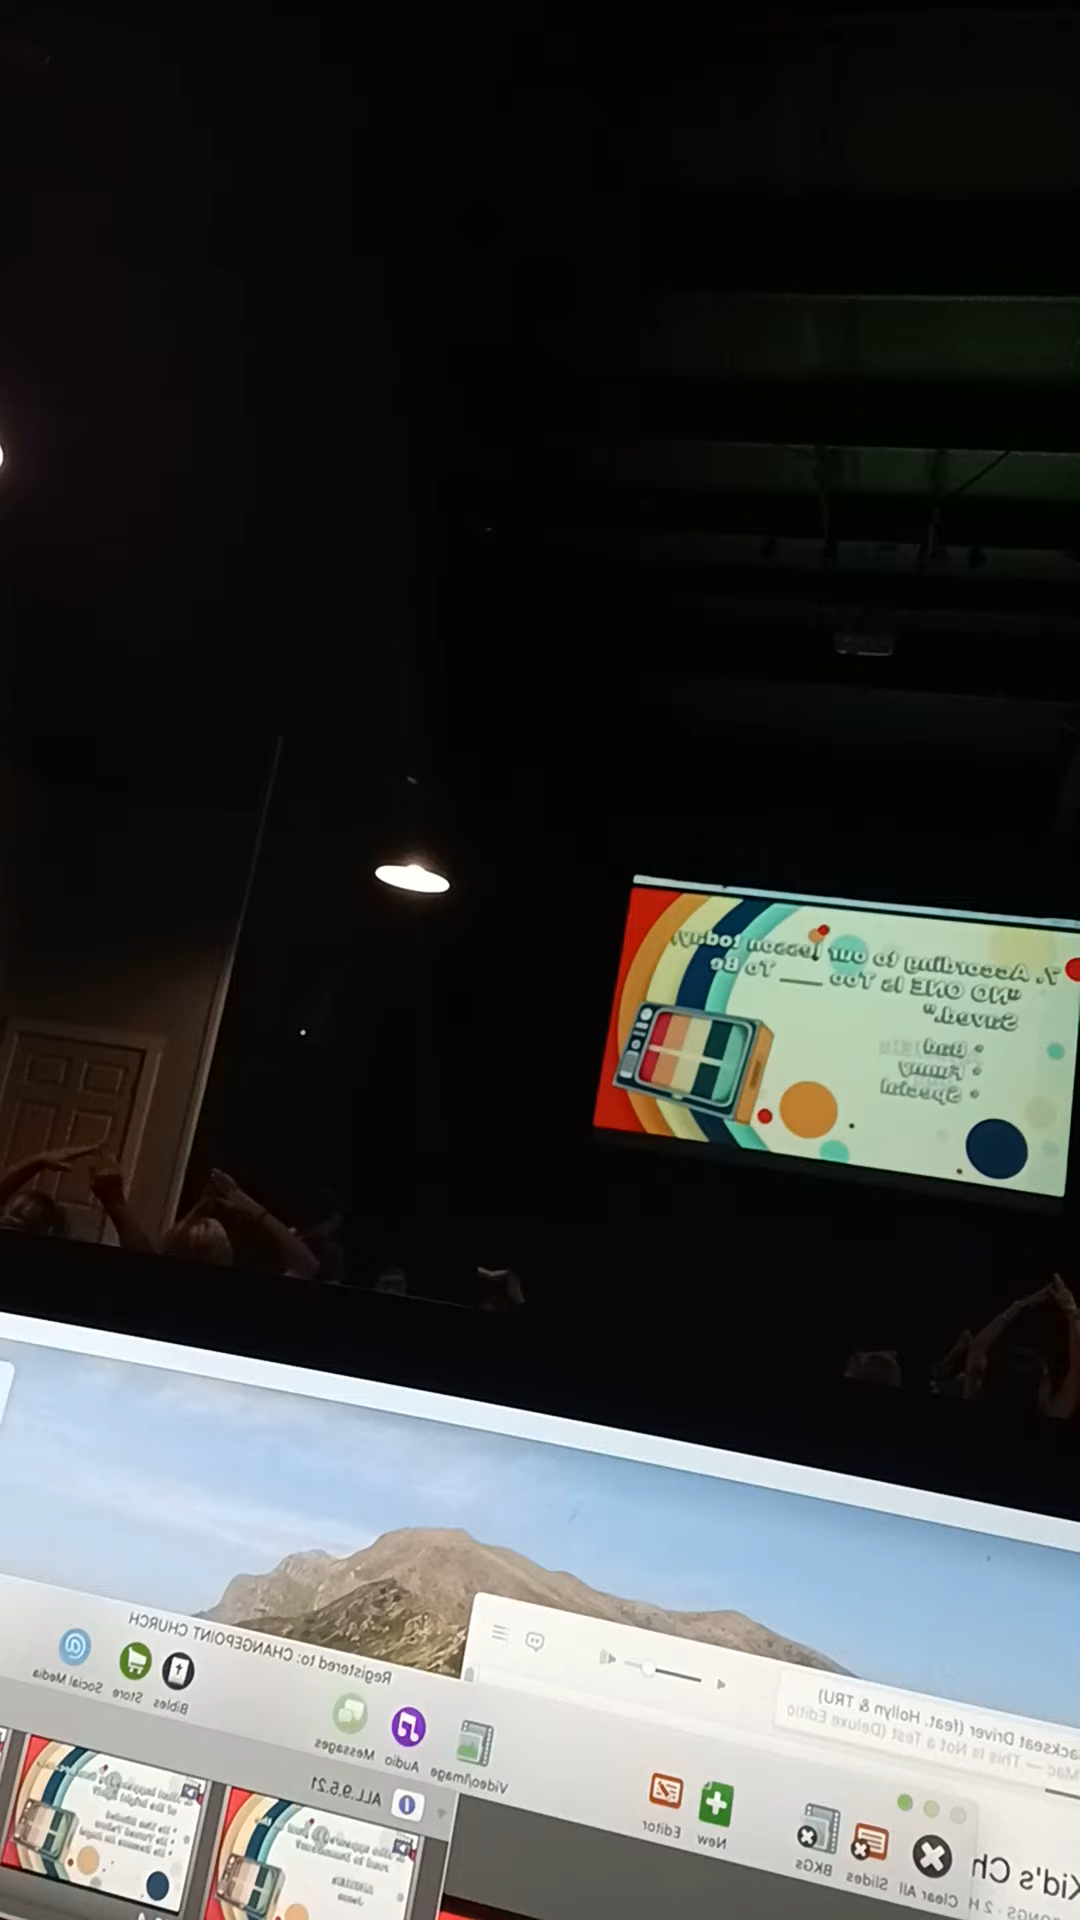 7. According to our lesson today,
"NO ONE Is Too ___ To Be
Saved."
• Bad
• Funny
• Special
ackseat Driver (feat. Hollyn & TRU)
Mac — This Is Not a Test (Deluxe Editio
Registered to: CHANGEPOINT CHURCH
Kid's Ch
Clear All
Slides
BKGs
New
Editor
Video/Image
Audio
Messages
Bibles
Store
Social Media
ALL.9.5.21